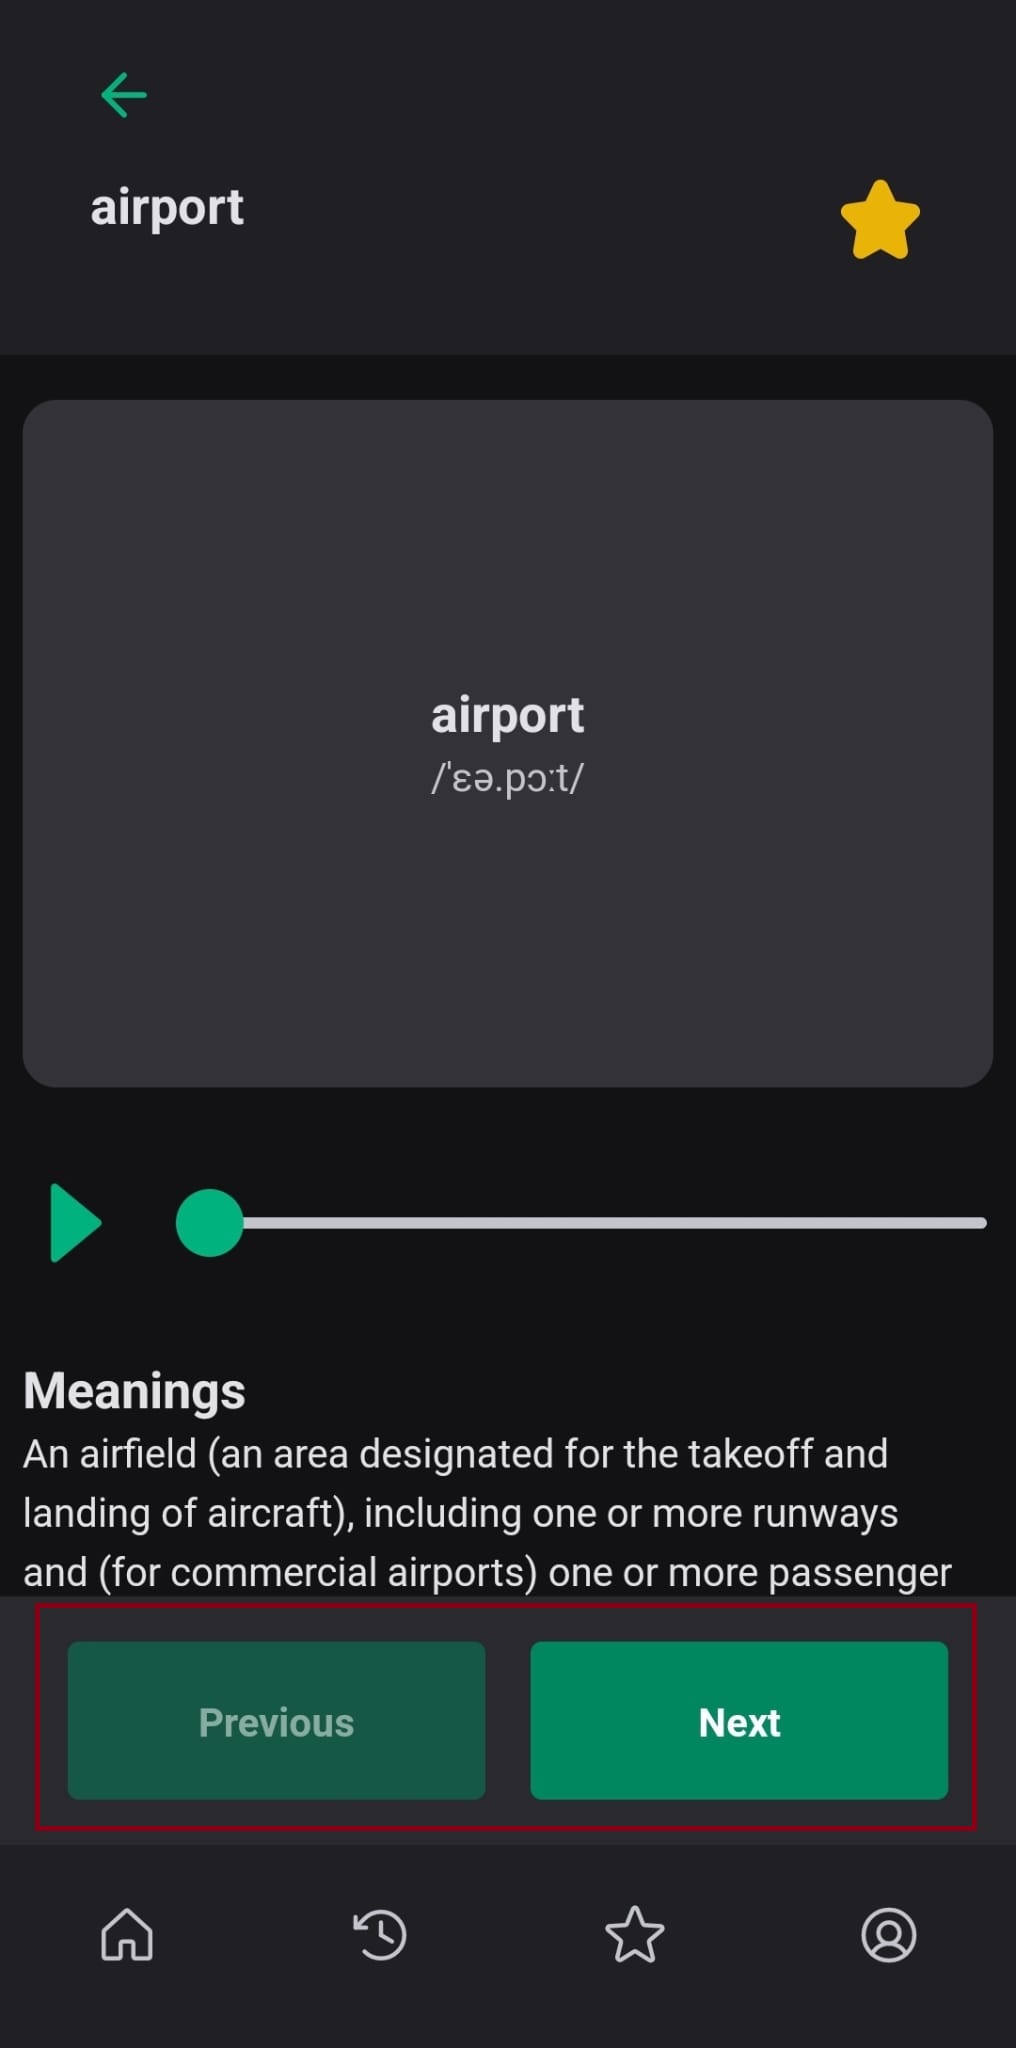 airport
airport
/ˈɛə.pɔːt/
Meanings
An airfield (an area designated for the takeoff and
landing of aircraft), including one or more runways
and (for commercial airports) one or more passenger
Previous
Next